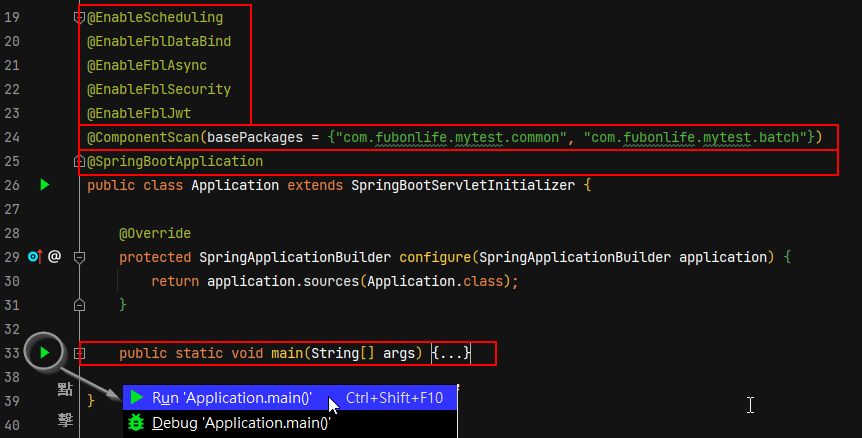 19 @EnableScheduling
20 @EnableFblDataBind
21 @EnableFblAsync
22 @EnableFblSecurity
23 @EnableFblJwt
24 @ComponentScan(basePackages = {"com.fubonlife.mytest.common", "com.fubonlife.mytest.batch"})
25 @SpringBootApplication
26 public class Application extends SpringBootServletInitializer {
27
28 @Override
29 @ protected SpringApplicationBuilder configure(SpringApplicationBuilder application) {
30 return application.sources(Application.class);
31 }
32
33 public static void main(String[] args) {...}
38 點
Run 'Application.main()' Ctrl+Shift+F10
39 }
擊
Debug 'Application.main()'
40